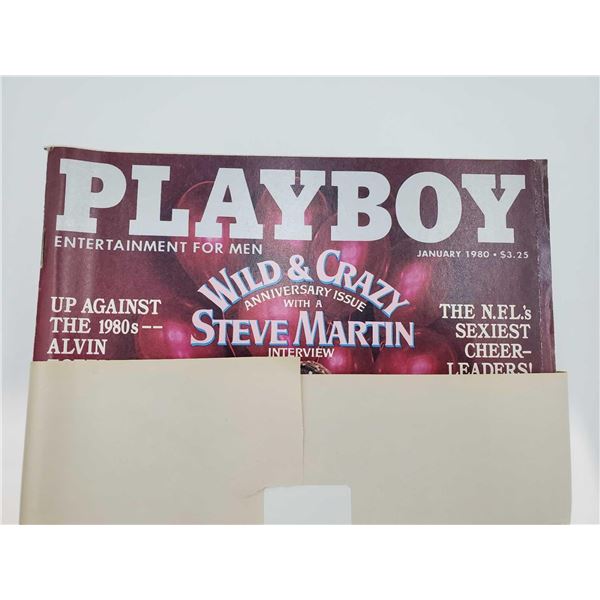 PLAYBOY
ENTERTAINMENT FOR MEN
JANUARY 1980 • $3.25
WILD & CRAZY
ANNIVERSARY ISSUE
WITH A
STEVE MARTIN
INTERVIEW
UP AGAINST
THE 1980s--
ALVIN
THE N.F.L.'s
SEXIEST
CHEER-
LEADERS!